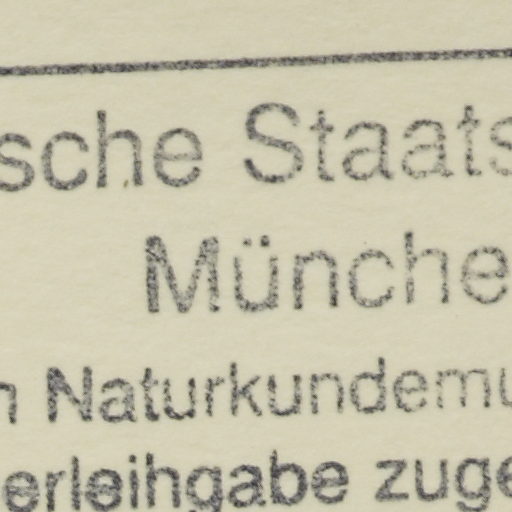 sche Staats
Münche
n Naturkundemu
erleihgabe zuge